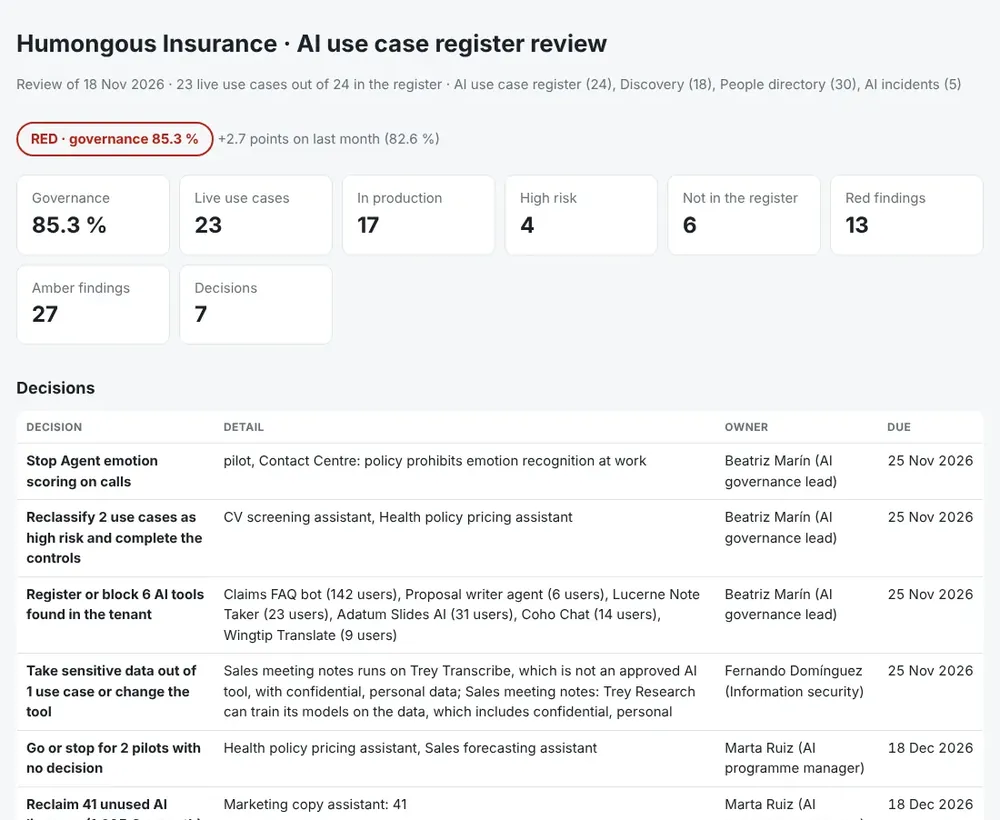 Humongous Insurance · AI use case register review
Review of 18 Nov 2026 · 23 live use cases out of 24 in the register · AI use case register (24), Discovery (18), People directory (30), AI incidents (5)
RED · governance 85.3 % +2.7 points on last month (82.6 %)
Governance
85.3 %
Live use cases
23
In production
17
High risk
4
Not in the register
6
Red findings
13
Amber findings
27
Decisions
7
Decisions
DECISION DETAIL OWNER DUE
Stop Agent emotion scoring on calls
pilot, Contact Centre: policy prohibits emotion recognition at work
Beatriz Marín (AI governance lead)
25 Nov 2026
Reclassify 2 use cases as high risk and complete the controls
CV screening assistant, Health policy pricing assistant
Beatriz Marín (AI governance lead)
25 Nov 2026
Register or block 6 AI tools found in the tenant
Claims FAQ bot (142 users), Proposal writer agent (6 users), Lucerne Note Taker (23 users), Adatum Slides AI (31 users), Coho Chat (14 users), Wingtip Translate (9 users)
Beatriz Marín (AI governance lead)
25 Nov 2026
Take sensitive data out of 1 use case or change the tool
Sales meeting notes runs on Trey Transcribe, which is not an approved AI tool, with confidential, personal data; Sales meeting notes: Trey Research can train its models on the data, which includes confidential, personal
Fernando Domínguez (Information security)
25 Nov 2026
Go or stop for 2 pilots with no decision
Health policy pricing assistant, Sales forecasting assistant
Marta Ruiz (AI programme manager)
18 Dec 2026
Reclaim 41 unused AI
Marketing copy assistant: 41
Marta Ruiz (AI
18 Dec 2026